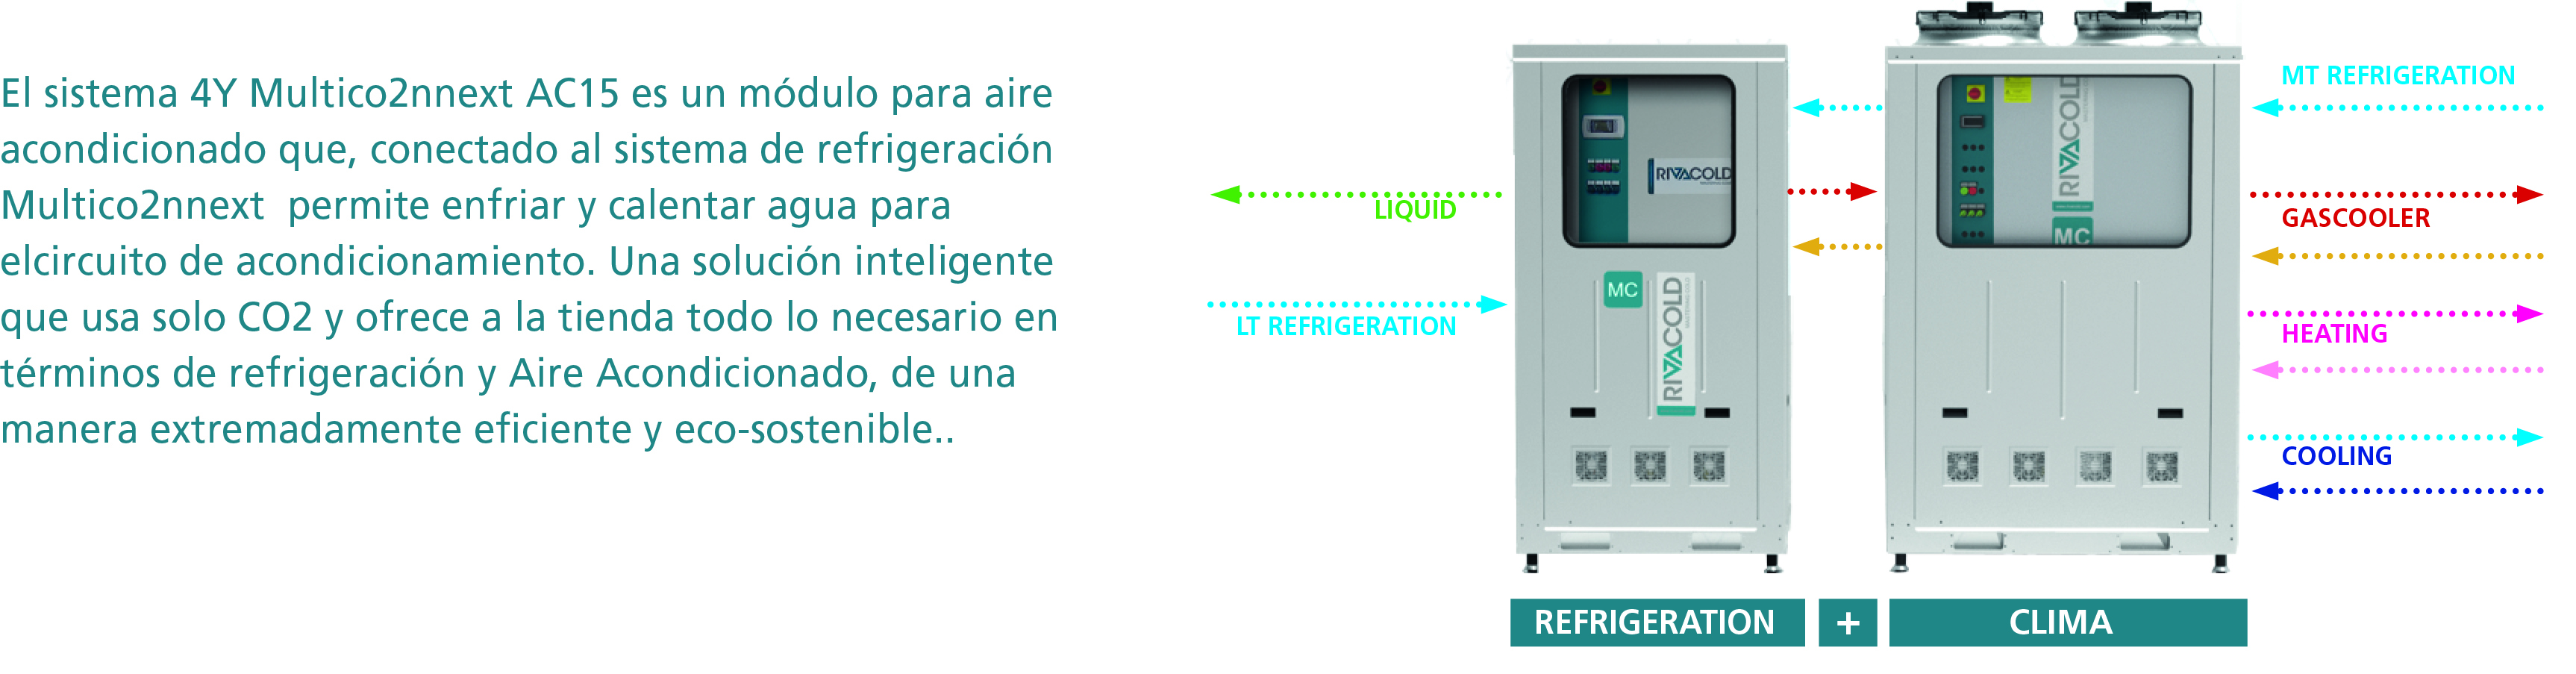 El sistema 4Y Multico2nnext AC15 es un módulo para aire
acondicionado que, conectado al sistema de refrigeración
Multico2nnext  permite enfriar y calentar agua para
elcircuito de acondicionamiento. Una solución inteligente
que usa solo CO2 y ofrece a la tienda todo lo necesario en
términos de refrigeración y Aire Acondicionado, de una
manera extremadamente eficiente y eco-sostenible..
LIQUID
LT REFRIGERATION
RIVACOLD
MC
RIVACOLD
RIVACOLD
MC
MT REFRIGERATION
GASCOOLER
HEATING
COOLING
REFRIGERATION
+
CLIMA